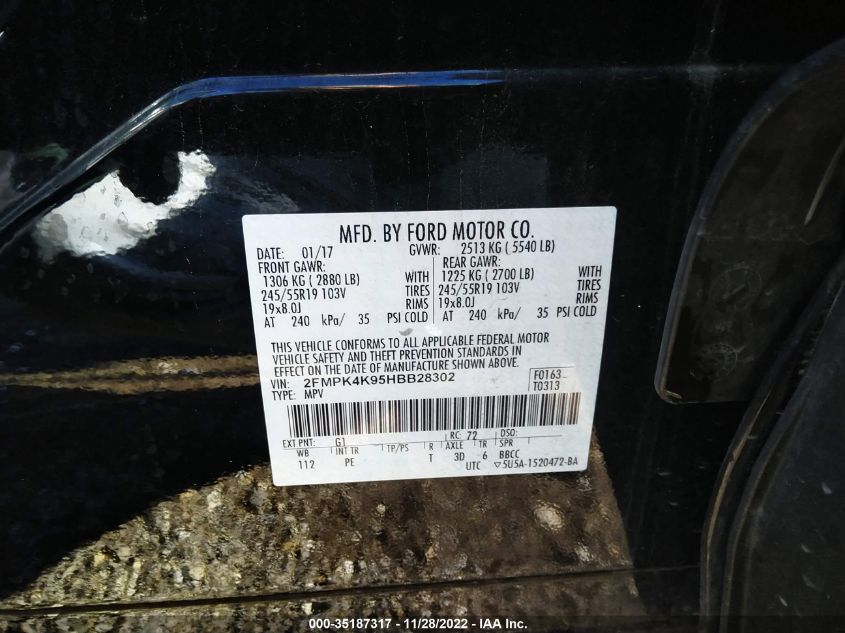 MFD. BY FORD MOTOR CO.
DATE: 01/17 GVWR: 2513 KG ( 5540 LB)
FRONT GAWR: REAR GAWR:
1306 KG ( 2880 LB) WITH 1225 KG ( 2700 LB) WITH
245/55R19 103V TIRES 245/55R19 103V TIRES
19x8.0J RIMS 19x8.0J RIMS
AT 240 kPa/ 35 PSI COLD AT 240 kPa/ 35 PSI COLD
THIS VEHICLE CONFORMS TO ALL APPLICABLE FEDERAL MOTOR
VEHICLE SAFETY AND THEFT PREVENTION STANDARDS IN
EFFECT ON THE DATE OF MANUFACTURE SHOWN ABOVE.
VIN: 2FMPK4K95HBB28302 F0163
TYPE: MPV T0313
EXT PNT: G1 RC: 72 DSO:
WB INT TR TP/PS R AXLE TR SPR
112 PE T 3D 6 BBCC
UTC ▽5U5A-1520472-BA
000-35187317 - 11/28/2022 - IAA Inc.